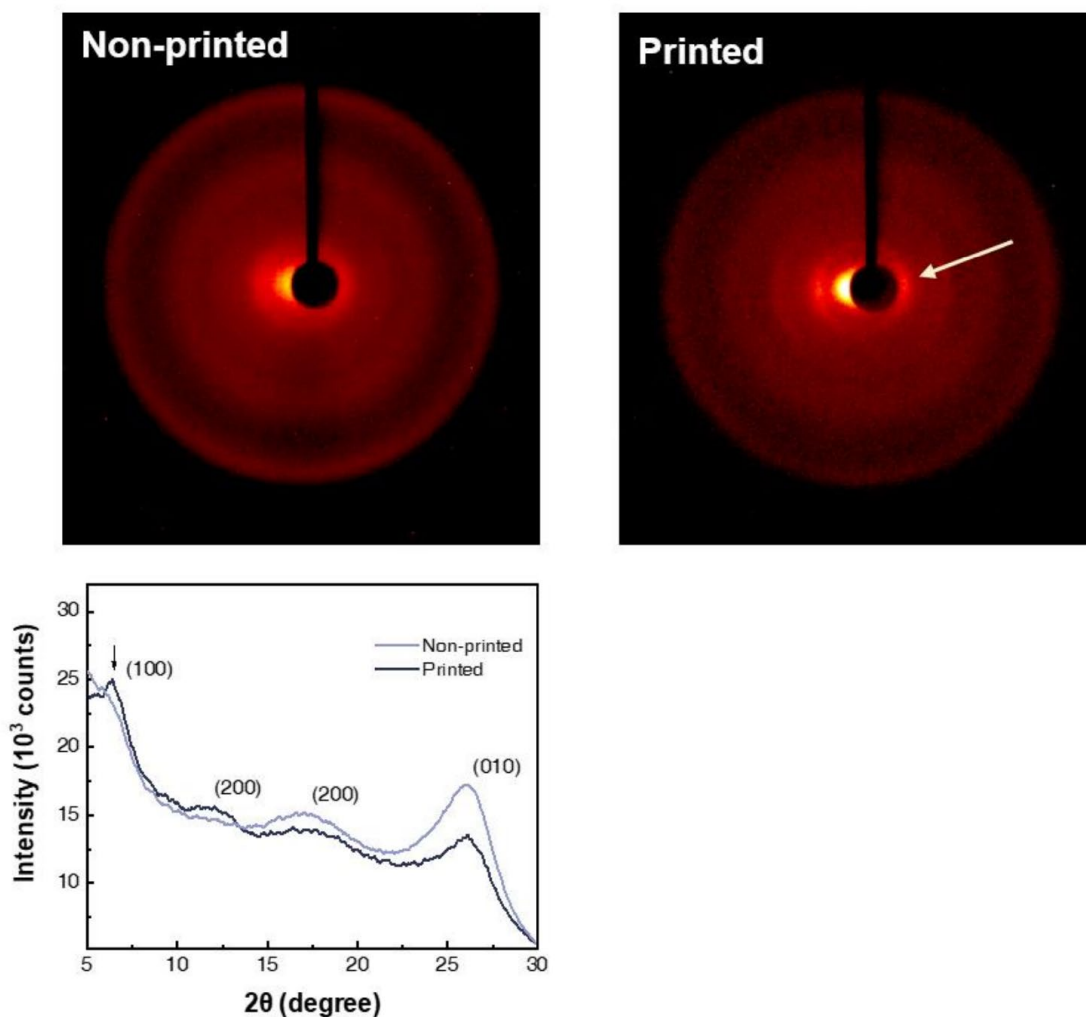 Non-printed
Printed
30
25
20
15
10
Intensity (10³ counts)
Non-printed
Printed
(100)
(200)
(200)
(010)
5 10 15 20 25 30
2θ (degree)